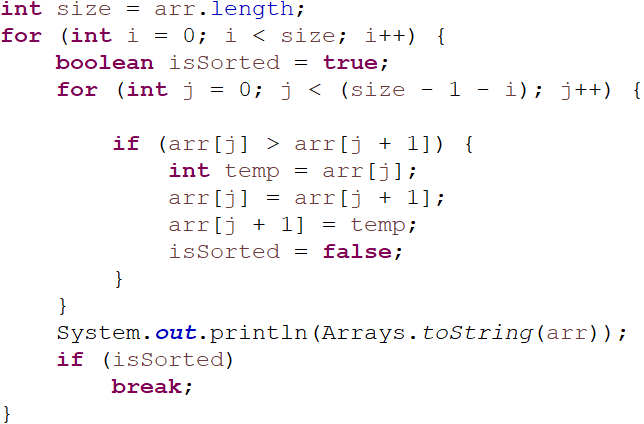 int size = arr.length;
for (int i = 0; i < size; i++) {
    boolean isSorted = true;
    for (int j = 0; j < (size - 1 - i); j++) {

        if (arr[j] > arr[j + 1]) {
            int temp = arr[j];
            arr[j] = arr[j + 1];
            arr[j + 1] = temp;
            isSorted = false;
        }
    }
    System.out.println(Arrays.toString(arr));
    if (isSorted)
        break;
}